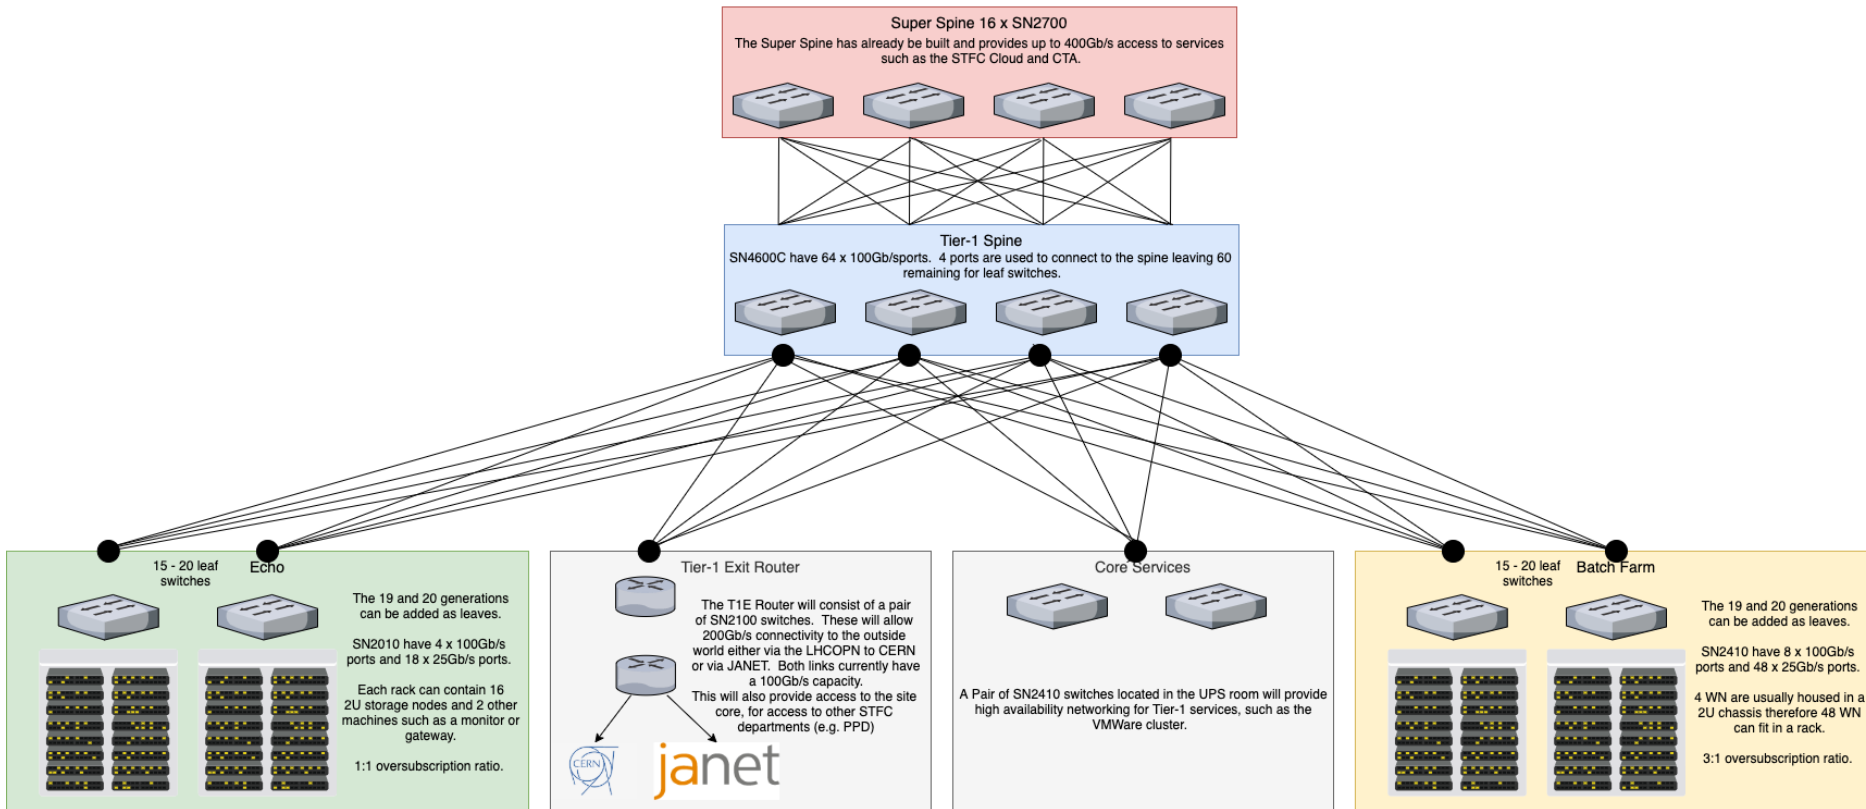 Super Spine 16 x SN2700
The Super Spine has already be built and provides up to 400Gb/s access to services
such as the STFC Cloud and CTA.
Tier-1 Spine
SN4600C have 64 x 100Gb/sports. 4 ports are used to connect to the spine leaving 60
remaining for leaf switches.
15 - 20 leaf
switches
Echo
The 19 and 20 generations
can be added as leaves.
SN2010 have 4 x 100Gb/s
ports and 18 x 25Gb/s ports.
Each rack can contain 16
2U storage nodes and 2 other
machines such as a monitor or
gateway.
1:1 oversubscription ratio.
Tier-1 Exit Router
The T1E Router will consist of a pair
of SN2100 switches. These will allow
200Gb/s connectivity to the outside
world either via the LHCOPN to CERN
or via JANET. Both links currently have
a 100Gb/s capacity.
This will also provide access to the site
core, for access to other STFC
departments (e.g. PPD)
CERN
janet
Core Services
A Pair of SN2410 switches located in the UPS room will provide
high availability networking for Tier-1 services, such as the
VMWare cluster.
15 - 20 leaf
switches
Batch Farm
The 19 and 20 generations
can be added as leaves.
SN2410 have 8 x 100Gb/s
ports and 48 x 25Gb/s ports.
4 WN are usually housed in a
2U chassis therefore 48 WN
can fit in a rack.
3:1 oversubscription ratio.